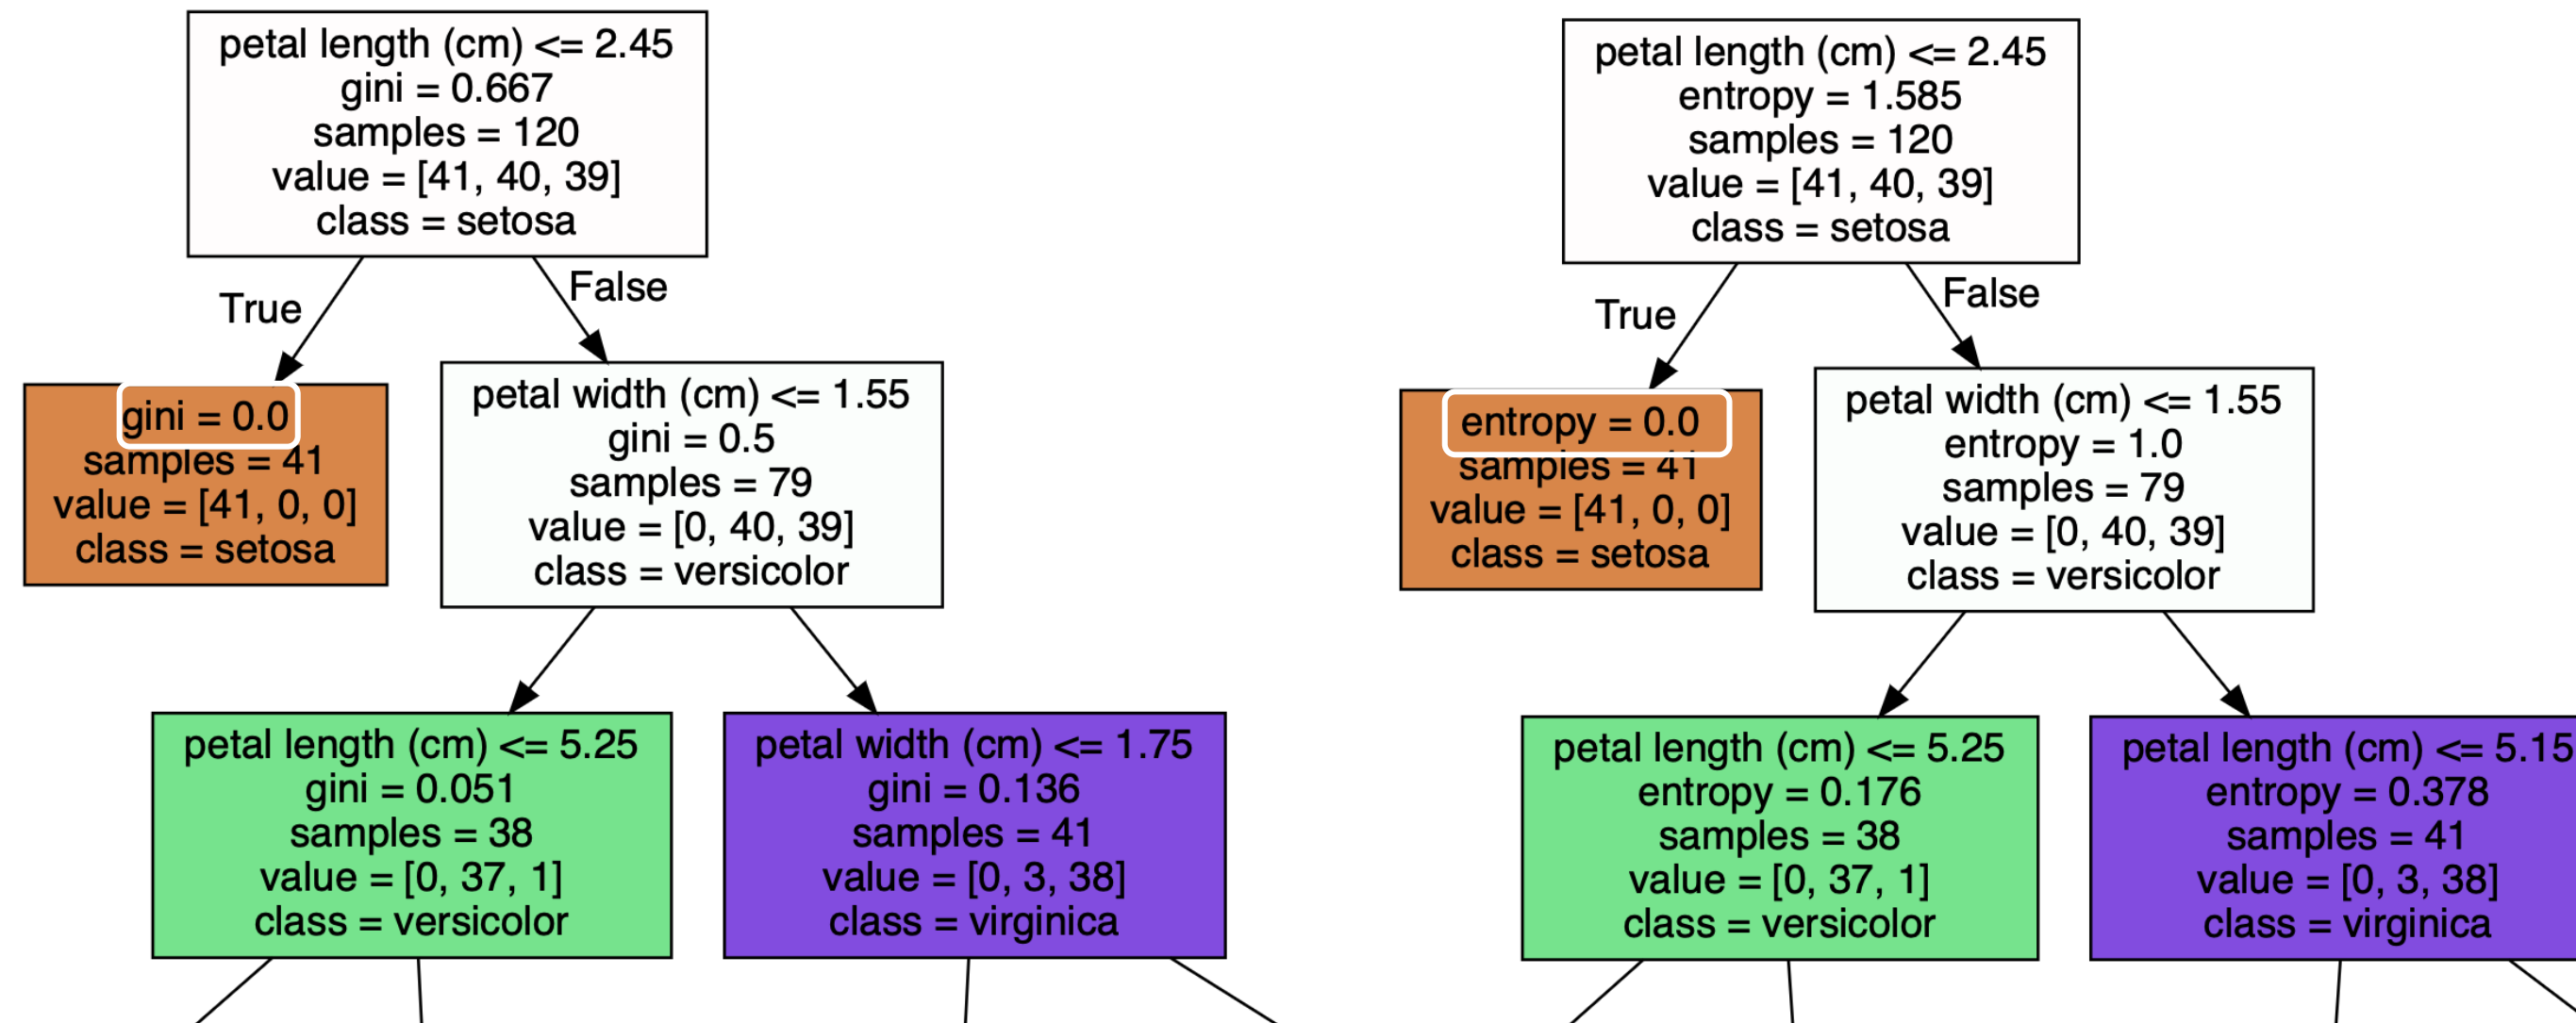 petal length (cm) <= 2.45
gini = 0.667
samples = 120
value = [41, 40, 39]
class = setosa
True
False
gini = 0.0
samples = 41
value = [41, 0, 0]
class = setosa
petal width (cm) <= 1.55
gini = 0.5
samples = 79
value = [0, 40, 39]
class = versicolor
petal length (cm) <= 5.25
gini = 0.051
samples = 38
value = [0, 37, 1]
class = versicolor
petal width (cm) <= 1.75
gini = 0.136
samples = 41
value = [0, 3, 38]
class = virginica
petal length (cm) <= 2.45
entropy = 1.585
samples = 120
value = [41, 40, 39]
class = setosa
True
False
entropy = 0.0
samples = 41
value = [41, 0, 0]
class = setosa
petal width (cm) <= 1.55
entropy = 1.0
samples = 79
value = [0, 40, 39]
class = versicolor
petal length (cm) <= 5.25
entropy = 0.176
samples = 38
value = [0, 37, 1]
class = versicolor
petal length (cm) <= 5.15
entropy = 0.378
samples = 41
value = [0, 3, 38]
class = virginica